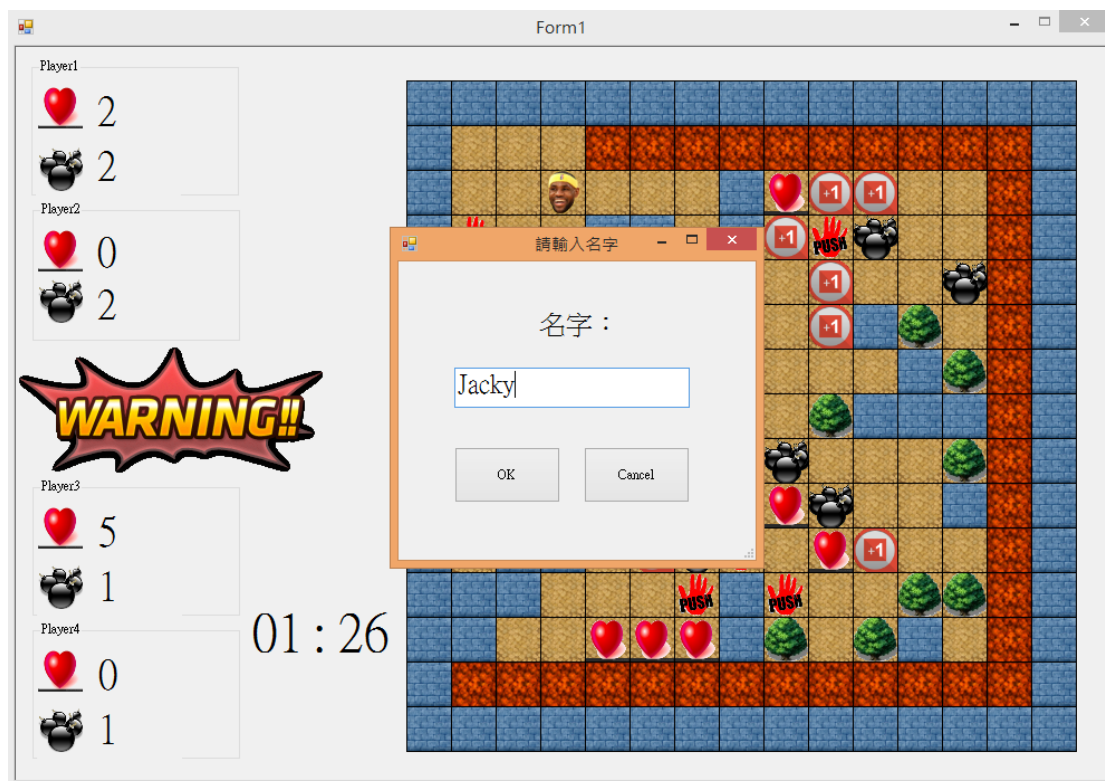 Form1
Player1
2
2
Player2
0
2
WARNING!!
Player3
5
1
Player4
0
1
01:26
+1 +1
+1 PUSH
+1
+1
+1
PUSH PUSH
請輸入名字
名字：
Jacky
OK Cancel